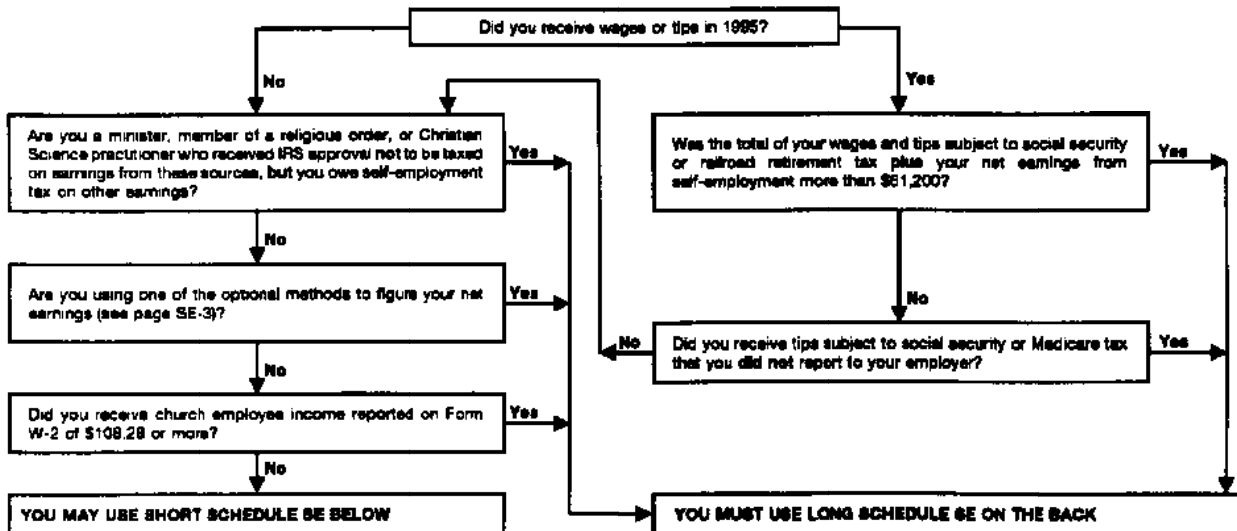 Did you receive wages or tips in 1995?
No
Yes
Are you a minister, member of a religious order, or Christian
Science practitioner who received IRS approval not to be taxed
on earnings from these sources, but you owe self-employment
tax on other earnings?
Yes
Was the total of your wages and tips subject to social security
or railroad retirement tax plus your net earnings from
self-employment more than $61,200?
Yes
No
No
Are you using one of the optional methods to figure your net
earnings (see page SE-3)?
Yes
No
Did you receive tips subject to social security or Medicare tax
that you did not report to your employer?
Yes
No
Did you receive church employee income reported on Form
W-2 of $108.28 or more?
Yes
No
YOU MAY USE SHORT SCHEDULE SE BELOW
YOU MUST USE LONG SCHEDULE SE ON THE BACK